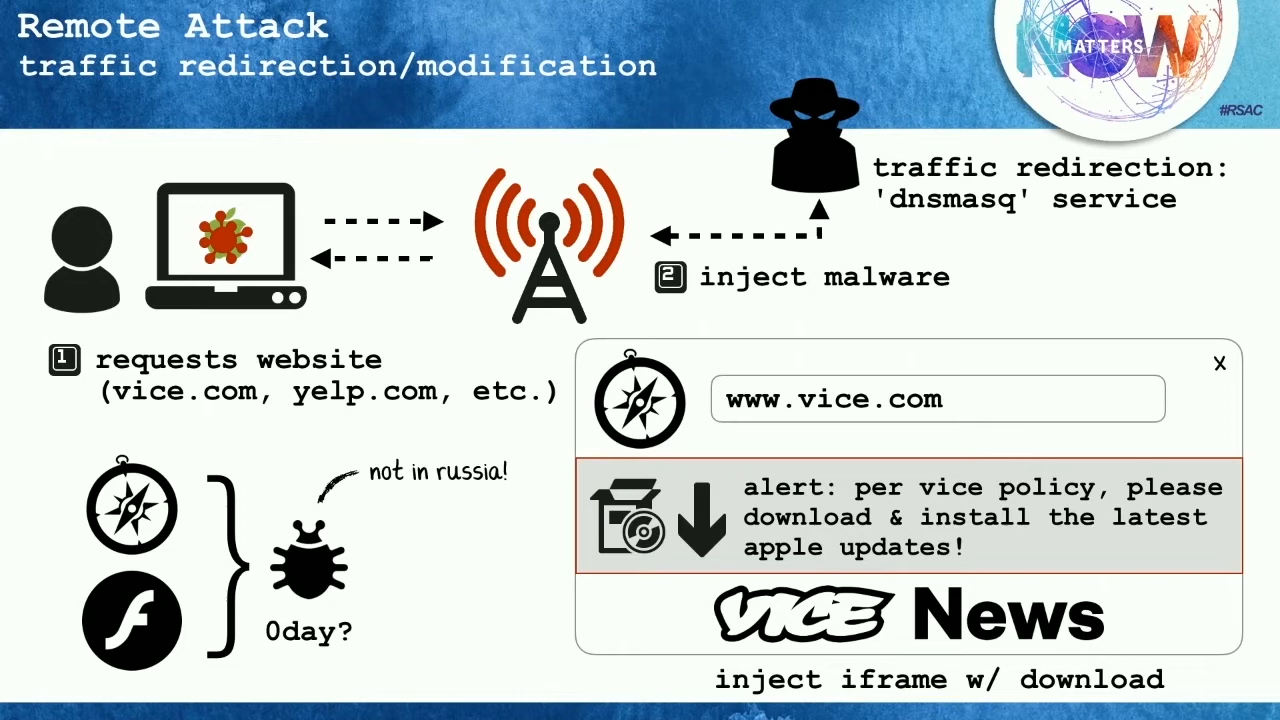 Remote Attack
traffic redirection/modification
NOW
MATTERS
#RSAC
traffic redirection:
'dnsmasq' service
2 inject malware
1 requests website
(vice.com, yelp.com, etc.)
x
www.vice.com
not in russia!
alert: per vice policy, please
download & install the latest
apple updates!
0day?
VICE News
inject iframe w/ download